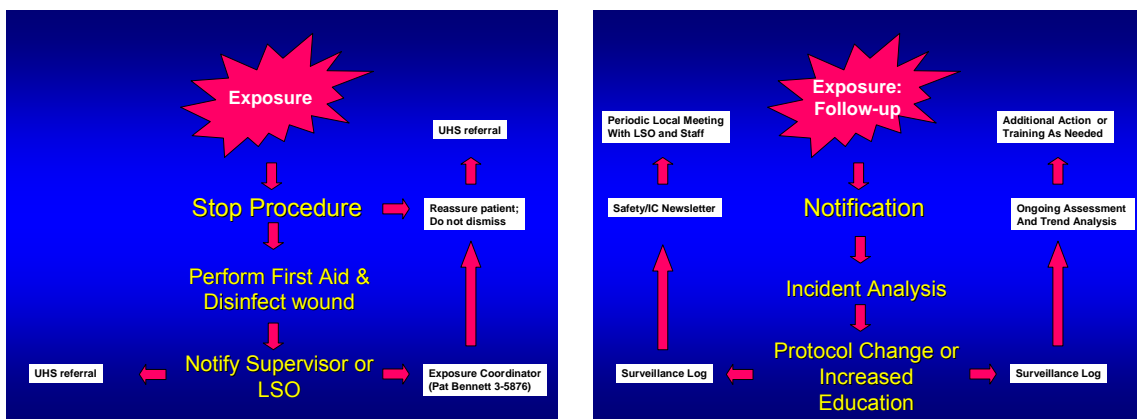 Exposure
UHS referral
Stop Procedure
Reassure patient;
Do not dismiss
Perform First Aid &
Disinfect wound
UHS referral
Notify Supervisor or
LSO
Exposure Coordinator
(Pat Bennett 3-5876)
Exposure:
Follow-up
Periodic Local Meeting
With LSO and Staff
Additional Action or
Training As Needed
Safety/IC Newsletter
Notification
Ongoing Assessment
And Trend Analysis
Incident Analysis
Surveillance Log
Protocol Change or
Increased
Education
Surveillance Log